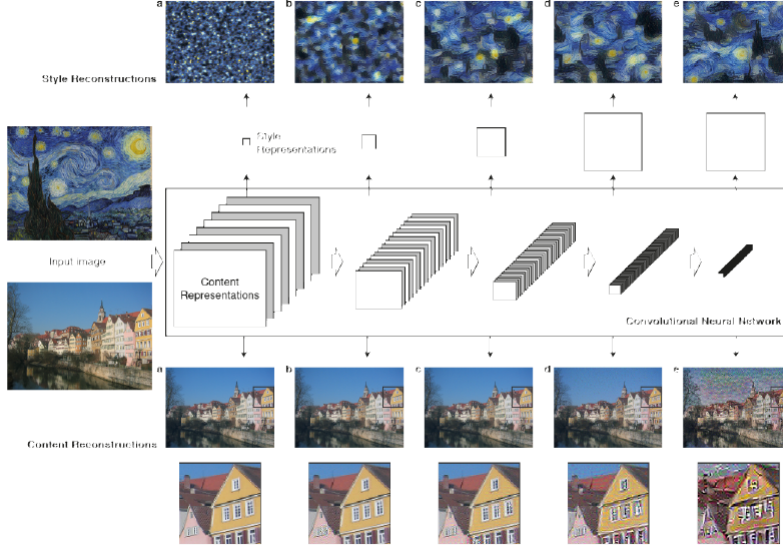 a b c d e
Style Reconstructions
Style
Representations
Input image
Content
Representations
Convolutional Neural Network
a b c d e
Content Reconstructions